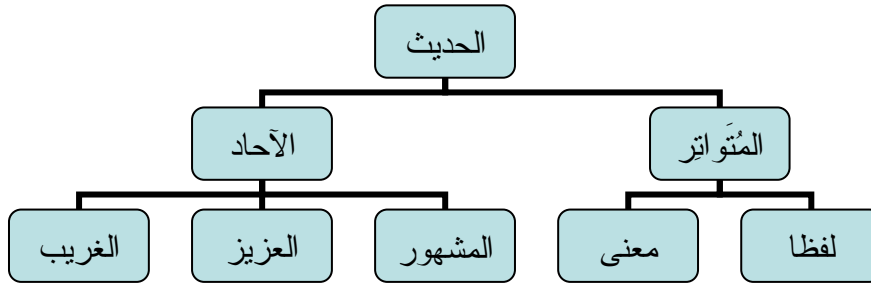 الحديث
المُتَواتِر
الآحاد
لفظا
معنى
المشهور
العزيز
الغريب